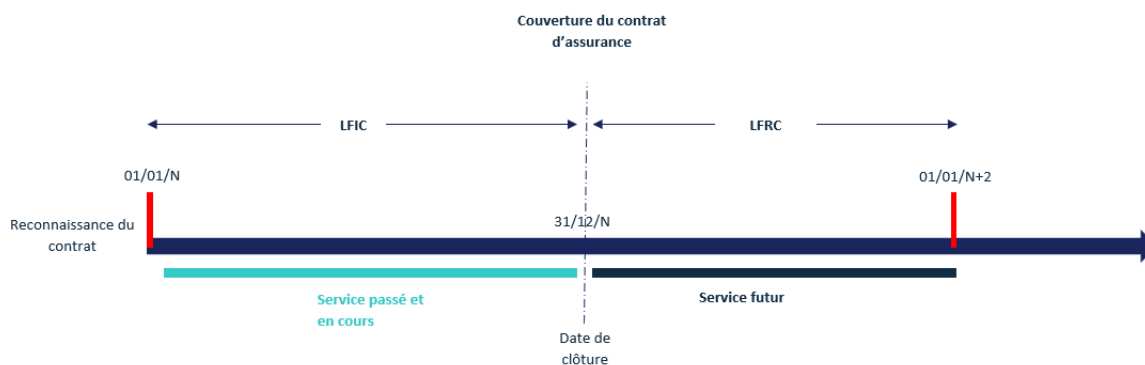 Couverture du contrat
d'assurance
LFIC
LFRC
01/01/N
01/01/N+2
Reconnaissance du
contrat
31/12/N
Service passé et
en cours
Service futur
Date de
clôture